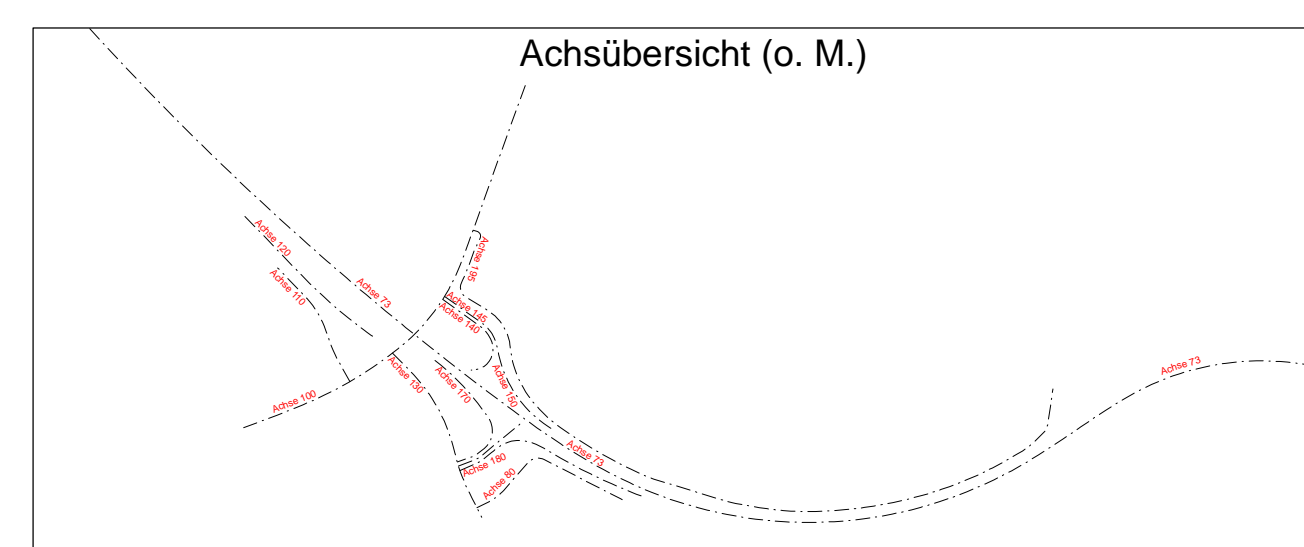 Achsübersicht (o. M.)
Achse 120
Achse 110
Achse 73
Achse 195
Achse 145
Achse 140
Achse 100
Achse 130
Achse 170
Achse 150
Achse 73
Achse 180
Achse 80
Achse 73